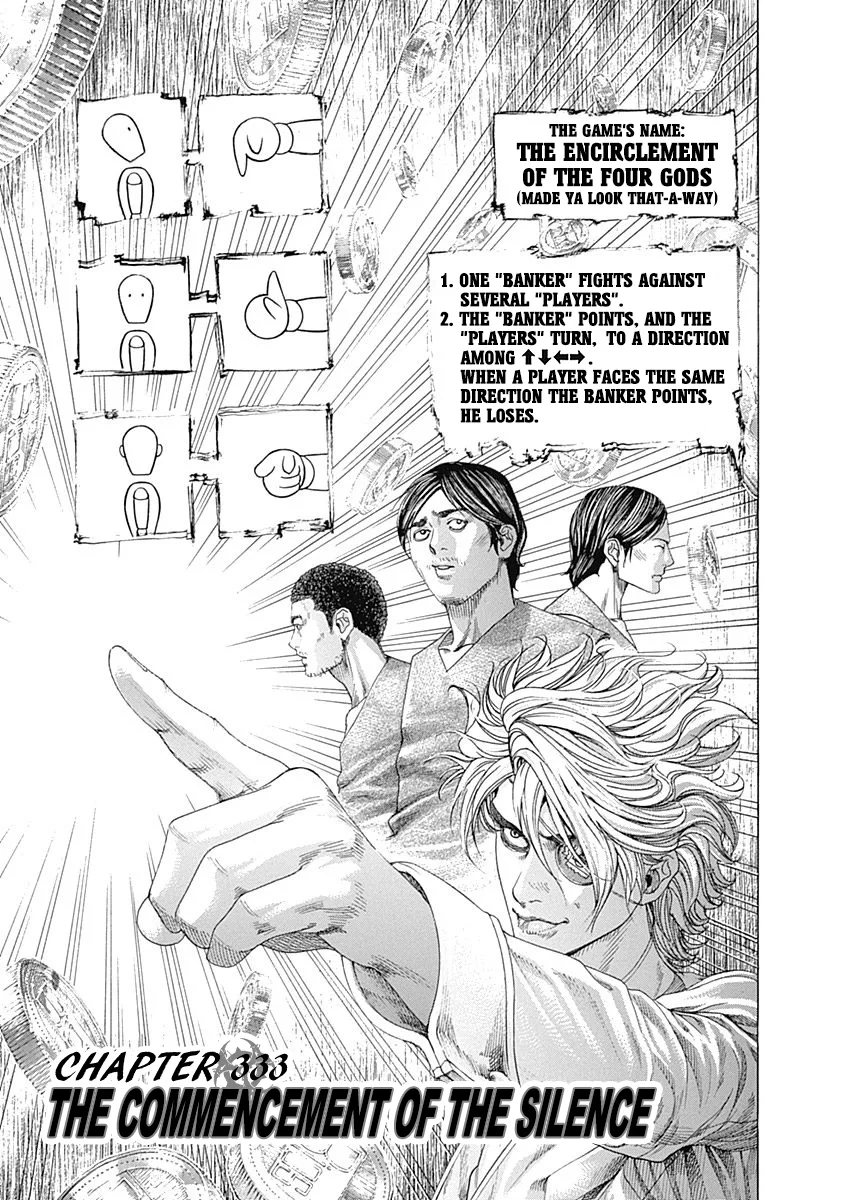 THE GAME'S NAME:
THE ENCIRCLEMENT
OF THE FOUR GODS
(MADE YA LOOK THAT-A-WAY)
1. ONE "BANKER" FIGHTS AGAINST
SEVERAL "PLAYERS".
2. THE "BANKER" POINTS, AND THE
"PLAYERS" TURN, TO A DIRECTION
AMONG ⬆⬇⬅➡.
WHEN A PLAYER FACES THE SAME
DIRECTION THE BANKER POINTS,
HE LOSES.
CHAPTER 333
THE COMMENCEMENT OF THE SILENCE